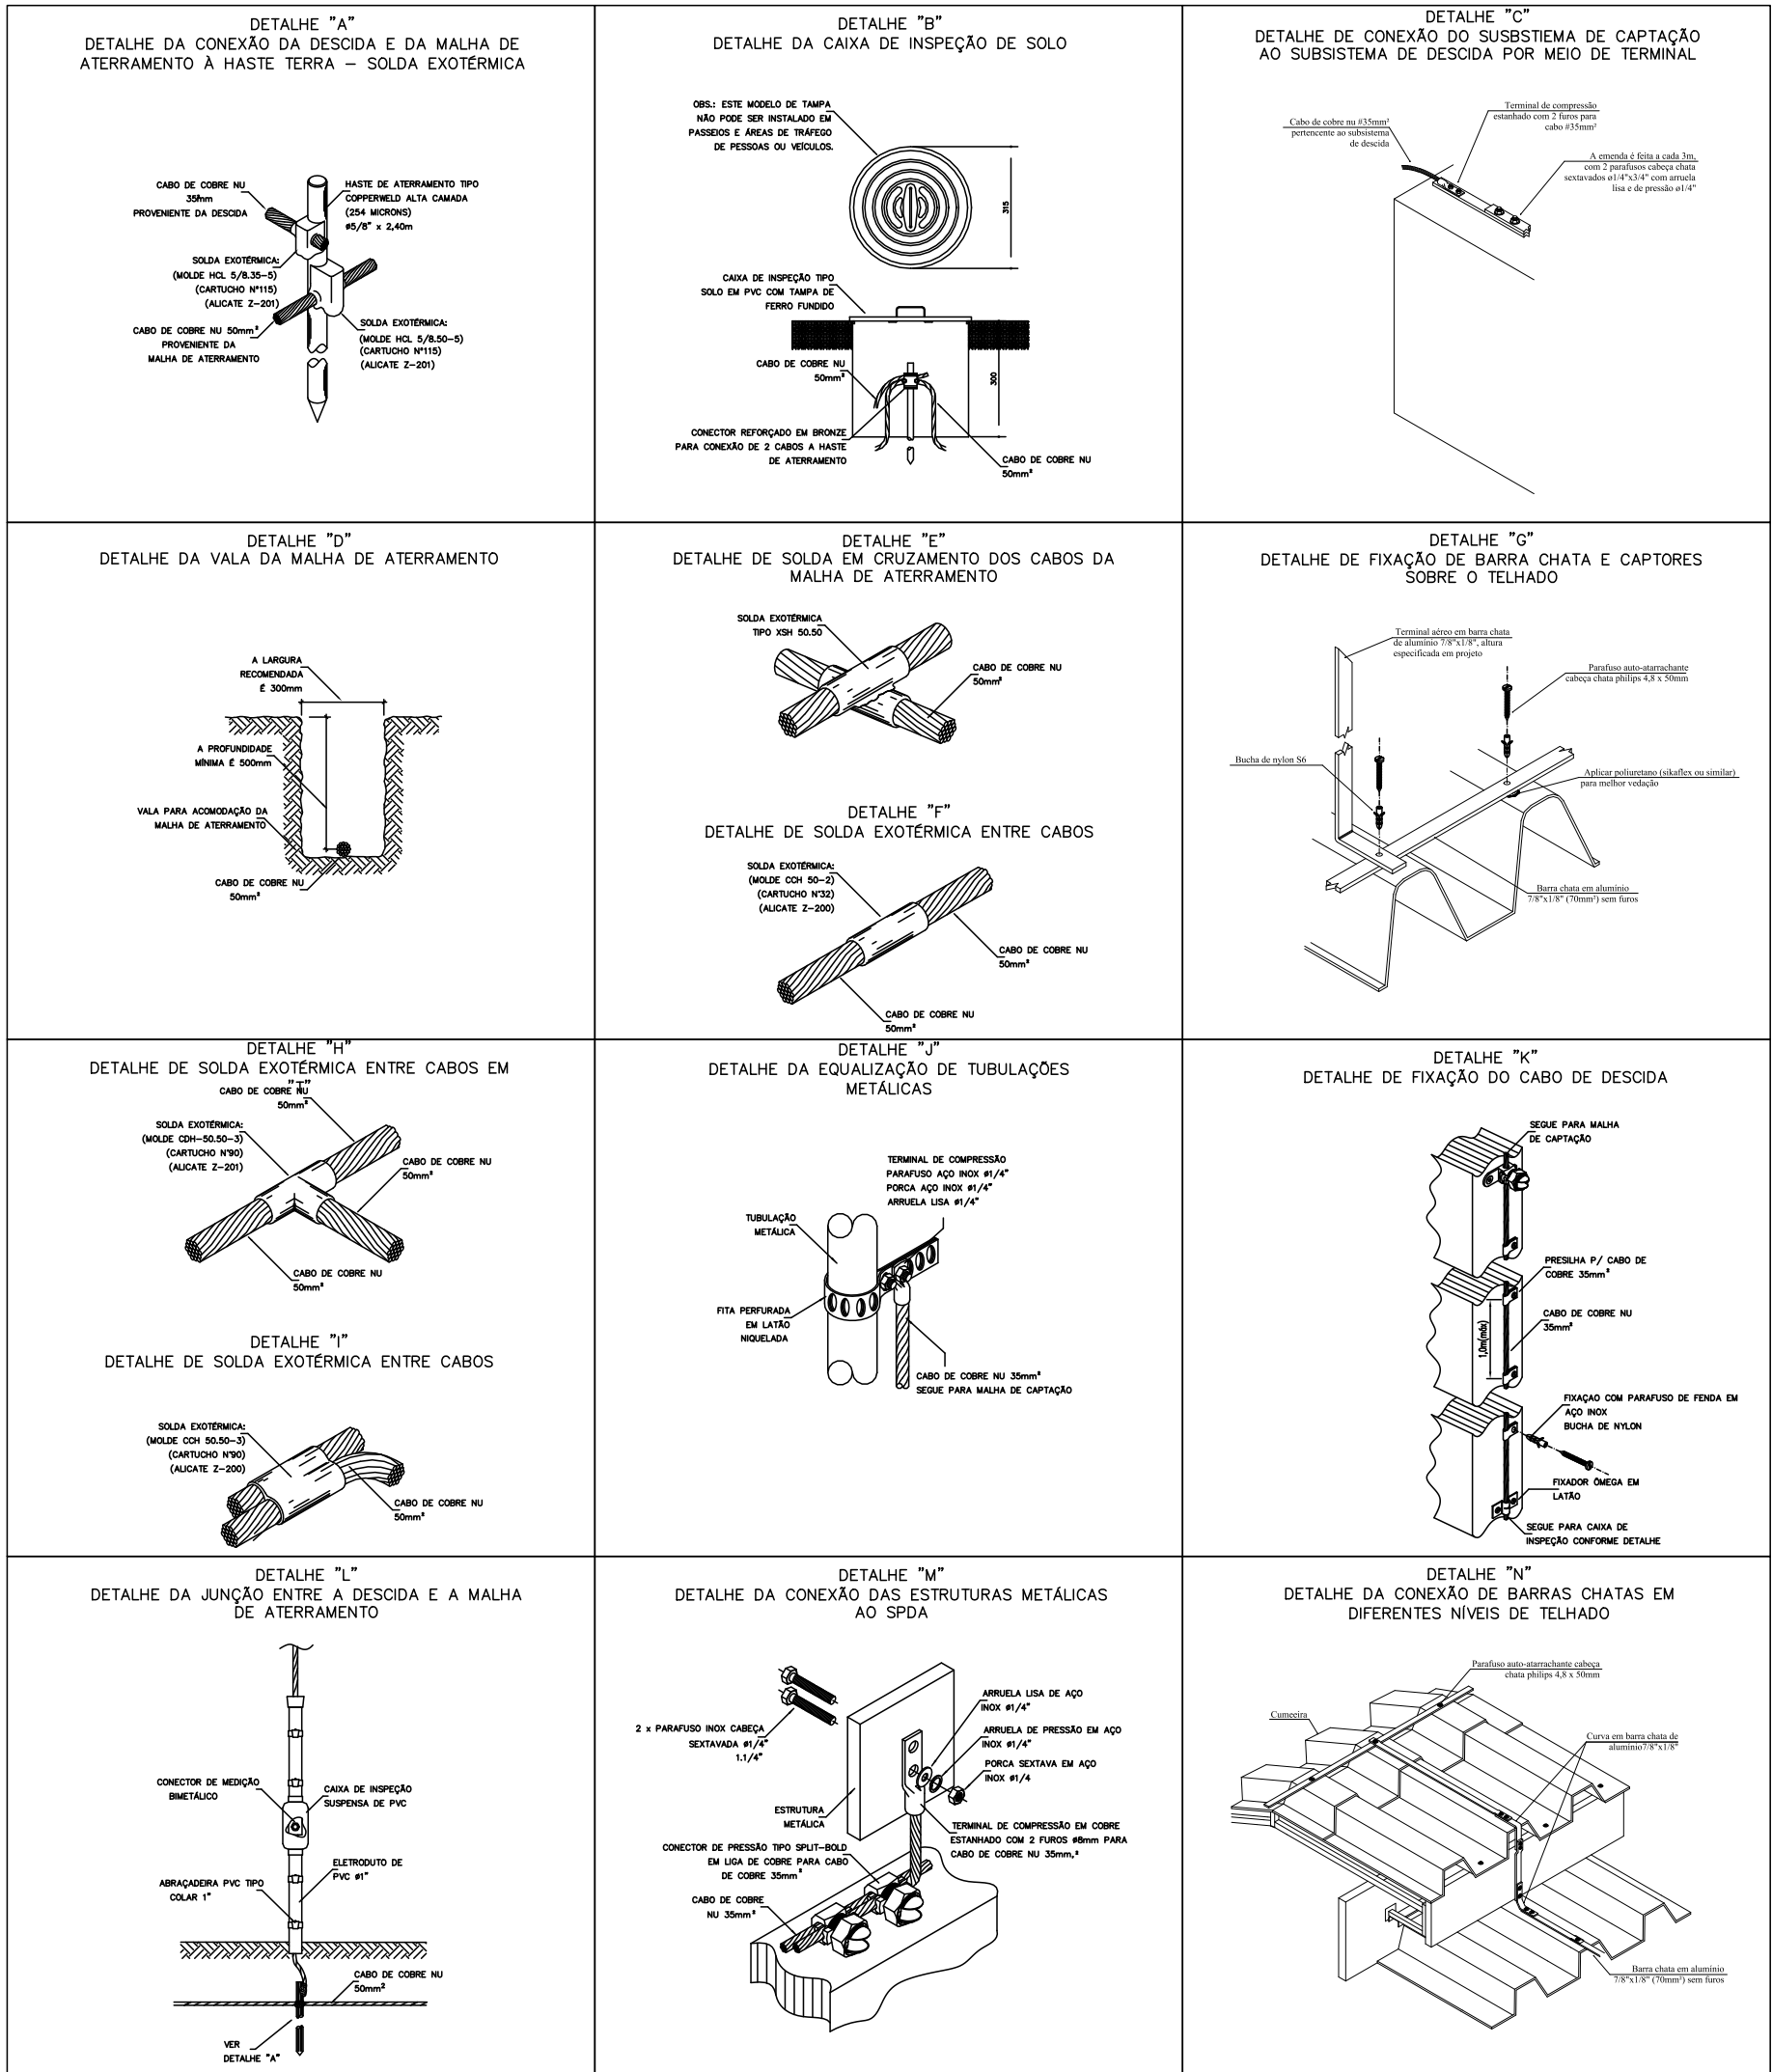 DETALHE "A"
DETALHE DA CONEXÃO DA DESCIDA E DA MALHA DE
ATERRAMENTO À HASTE TERRA – SOLDA EXOTÉRMICA
CABO DE COBRE NU
35mm
PROVENIENTE DA DESCIDA
HASTE DE ATERRAMENTO TIPO
COPPERWELD ALTA CAMADA
(254 MICRONS)
ø5/8" x 2,40m
SOLDA EXOTÉRMICA:
(MOLDE HCL 5/8.35-5)
(CARTUCHO N°115)
(ALICATE Z-201)
CABO DE COBRE NU 50mm²
PROVENIENTE DA
MALHA DE ATERRAMENTO
SOLDA EXOTÉRMICA:
(MOLDE HCL 5/8.50-5)
(CARTUCHO N°115)
(ALICATE Z-201)
DETALHE "B"
DETALHE DA CAIXA DE INSPEÇÃO DE SOLO
OBS.: ESTE MODELO DE TAMPA
NÃO PODE SER INSTALADO EM
PASSEIOS E ÁREAS DE TRÁFEGO
DE PESSOAS OU VEÍCULOS.
315
CAIXA DE INSPEÇÃO TIPO
SOLO EM PVC COM TAMPA DE
FERRO FUNDIDO
CABO DE COBRE NU
50mm²
300
CONECTOR REFORÇADO EM BRONZE
PARA CONEXÃO DE 2 CABOS A HASTE
DE ATERRAMENTO
CABO DE COBRE NU
50mm²
DETALHE "C"
DETALHE DE CONEXÃO DO SUSBSTIEMA DE CAPTAÇÃO
AO SUBSISTEMA DE DESCIDA POR MEIO DE TERMINAL
Cabo de cobre nu #35mm²
pertencente ao subsistema
de descida
Terminal de compressão
estanhado com 2 furos para
cabo #35mm²
A emenda é feita a cada 3m,
com 2 parafusos cabeça chata
sextavados ø1/4"x3/4" com arruela
lisa e de pressão ø1/4"
DETALHE "D"
DETALHE DA VALA DA MALHA DE ATERRAMENTO
A LARGURA
RECOMENDADA
É 300mm
A PROFUNDIDADE
MÍNIMA É 500mm
VALA PARA ACOMODAÇÃO DA
MALHA DE ATERRAMENTO
CABO DE COBRE NU
50mm²
DETALHE "E"
DETALHE DE SOLDA EM CRUZAMENTO DOS CABOS DA
MALHA DE ATERRAMENTO
SOLDA EXOTÉRMICA
TIPO XSH 50.50
CABO DE COBRE NU
50mm²
DETALHE "F"
DETALHE DE SOLDA EXOTÉRMICA ENTRE CABOS
SOLDA EXOTÉRMICA:
(MOLDE CCH 50-2)
(CARTUCHO N°32)
(ALICATE Z-200)
CABO DE COBRE NU
50mm²
CABO DE COBRE NU
50mm²
DETALHE "G"
DETALHE DE FIXAÇÃO DE BARRA CHATA E CAPTORES
SOBRE O TELHADO
Terminal aéreo em barra chata
de alumínio 7/8"x1/8", altura
especificada em projeto
Parafuso auto-atarrachante
cabeça chata philips 4,8 x 50mm
Bucha de nylon S6
Aplicar poliuretano (sikaflex ou similar)
para melhor vedação
Barra chata em alumínio
7/8"x1/8" (70mm²) sem furos
DETALHE "H"
DETALHE DE SOLDA EXOTÉRMICA ENTRE CABOS EM
"T"
CABO DE COBRE NU
50mm²
SOLDA EXOTÉRMICA:
(MOLDE CDH-50.50-3)
(CARTUCHO N°90)
(ALICATE Z-201)
CABO DE COBRE NU
50mm²
CABO DE COBRE NU
50mm²
DETALHE "I"
DETALHE DE SOLDA EXOTÉRMICA ENTRE CABOS
SOLDA EXOTÉRMICA:
(MOLDE CCH 50.50-3)
(CARTUCHO N°90)
(ALICATE Z-200)
CABO DE COBRE NU
50mm²
DETALHE "J"
DETALHE DA EQUALIZAÇÃO DE TUBULAÇÕES
METÁLICAS
TERMINAL DE COMPRESSÃO
PARAFUSO AÇO INOX ø1/4"
PORCA AÇO INOX ø1/4"
ARRUELA LISA ø1/4"
TUBULAÇÃO
METÁLICA
FITA PERFURADA
EM LATÃO
NIQUELADA
CABO DE COBRE NU 35mm²
SEGUE PARA MALHA DE CAPTAÇÃO
DETALHE "K"
DETALHE DE FIXAÇÃO DO CABO DE DESCIDA
SEGUE PARA MALHA
DE CAPTAÇÃO
PRESILHA P/ CABO DE
COBRE 35mm²
CABO DE COBRE NU
35mm²
1,0m(máx)
FIXAÇAO COM PARAFUSO DE FENDA EM
AÇO INOX
BUCHA DE NYLON
FIXADOR ÔMEGA EM
LATÃO
SEGUE PARA CAIXA DE
INSPEÇÃO CONFORME DETALHE
DETALHE "L"
DETALHE DA JUNÇÃO ENTRE A DESCIDA E A MALHA
DE ATERRAMENTO
CONECTOR DE MEDIÇÃO
BIMETÁLICO
CAIXA DE INSPEÇÃO
SUSPENSA DE PVC
ELETRODUTO DE
PVC ø1"
ABRAÇADEIRA PVC TIPO
COLAR 1"
CABO DE COBRE NU
50mm²
VER
DETALHE "A"
DETALHE "M"
DETALHE DA CONEXÃO DAS ESTRUTURAS METÁLICAS
AO SPDA
2 x PARAFUSO INOX CABEÇA
SEXTAVADA ø1/4"
1.1/4"
ARRUELA LISA DE AÇO
INOX ø1/4"
ARRUELA DE PRESSÃO EM AÇO
INOX ø1/4"
PORCA SEXTAVA EM AÇO
INOX ø1/4
ESTRUTURA
METÁLICA
TERMINAL DE COMPRESSÃO EM COBRE
ESTANHADO COM 2 FUROS ø8mm PARA
CABO DE COBRE NU 35mm,²
CONECTOR DE PRESSÃO TIPO SPLIT-BOLD
EM LIGA DE COBRE PARA CABO
DE COBRE 35mm²
CABO DE COBRE
NU 35mm²
DETALHE "N"
DETALHE DA CONEXÃO DE BARRAS CHATAS EM
DIFERENTES NÍVEIS DE TELHADO
Parafuso auto-atarrachante cabeça
chata philips 4,8 x 50mm
Cumeeira
Curva em barra chata de
alumínio7/8"x1/8"
Barra chata em alumínio
7/8"x1/8" (70mm²) sem furos